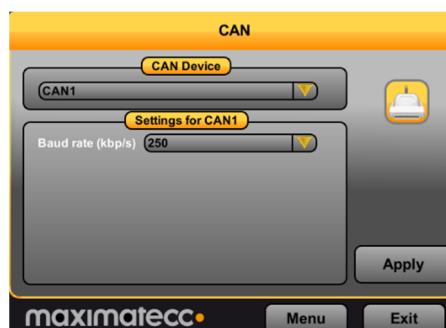 CAN
CAN Device
CAN1
Settings for CAN1
Baud rate (kbp/s) 250
Apply
maximatecc
Menu
Exit